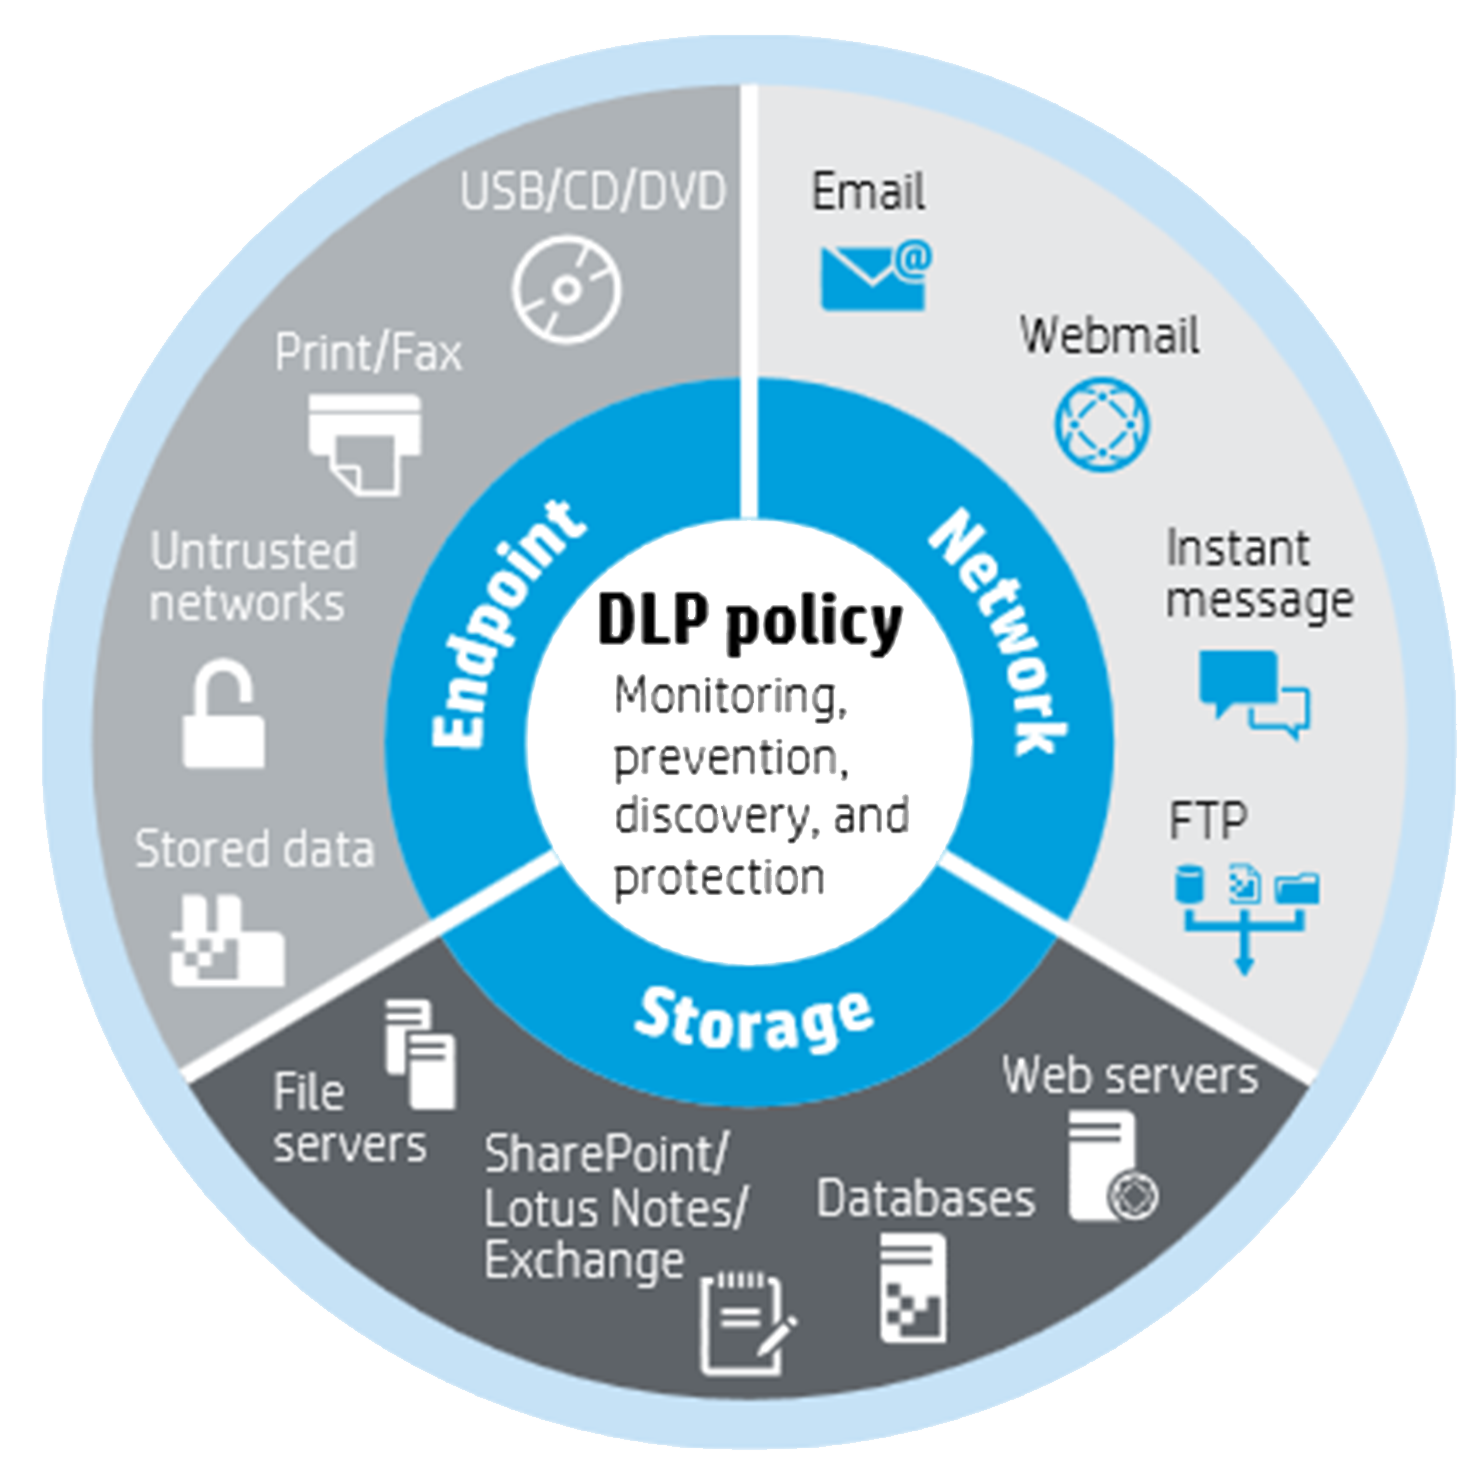 USB/CD/DVD
Print/Fax
Untrusted
networks
Stored data
Endpoint
Email
@
Webmail
Instant
message
FTP
Network
DLP policy
Monitoring,
prevention,
discovery, and
protection
Storage
File
servers
SharePoint/
Lotus Notes/
Exchange
Databases
Web servers